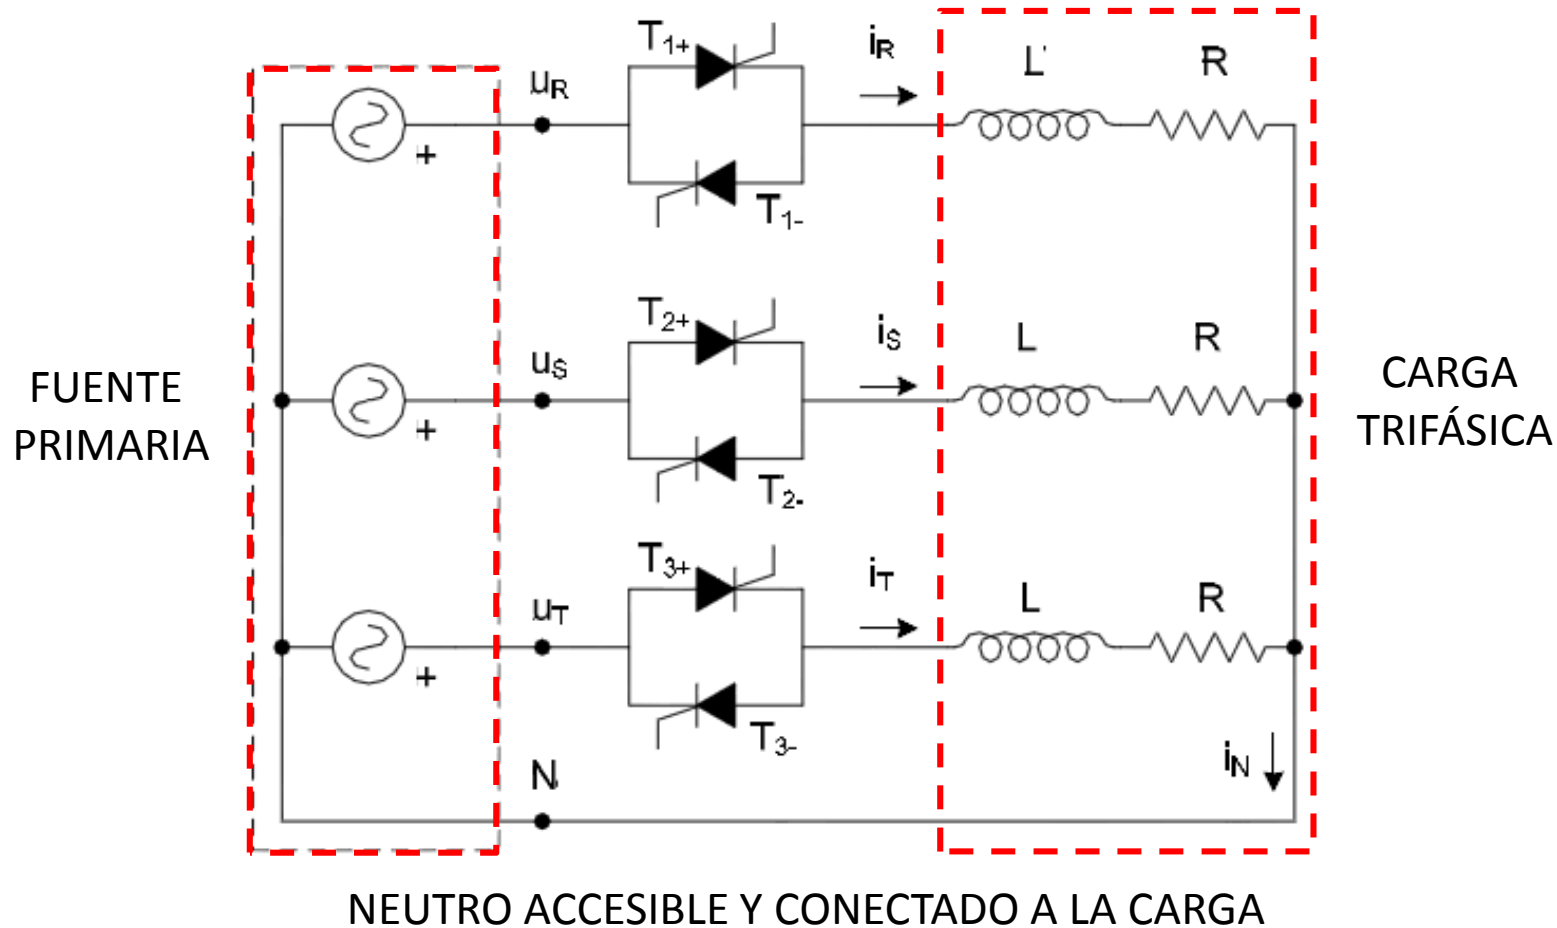 T1+ iR L R
uR
+
T1-
T2+ iS L R
uS
FUENTE
PRIMARIA
CARGA
TRIFÁSICA
+
T2-
T3+ iT L R
uT
+
T3-
N iN
NEUTRO ACCESIBLE Y CONECTADO A LA CARGA